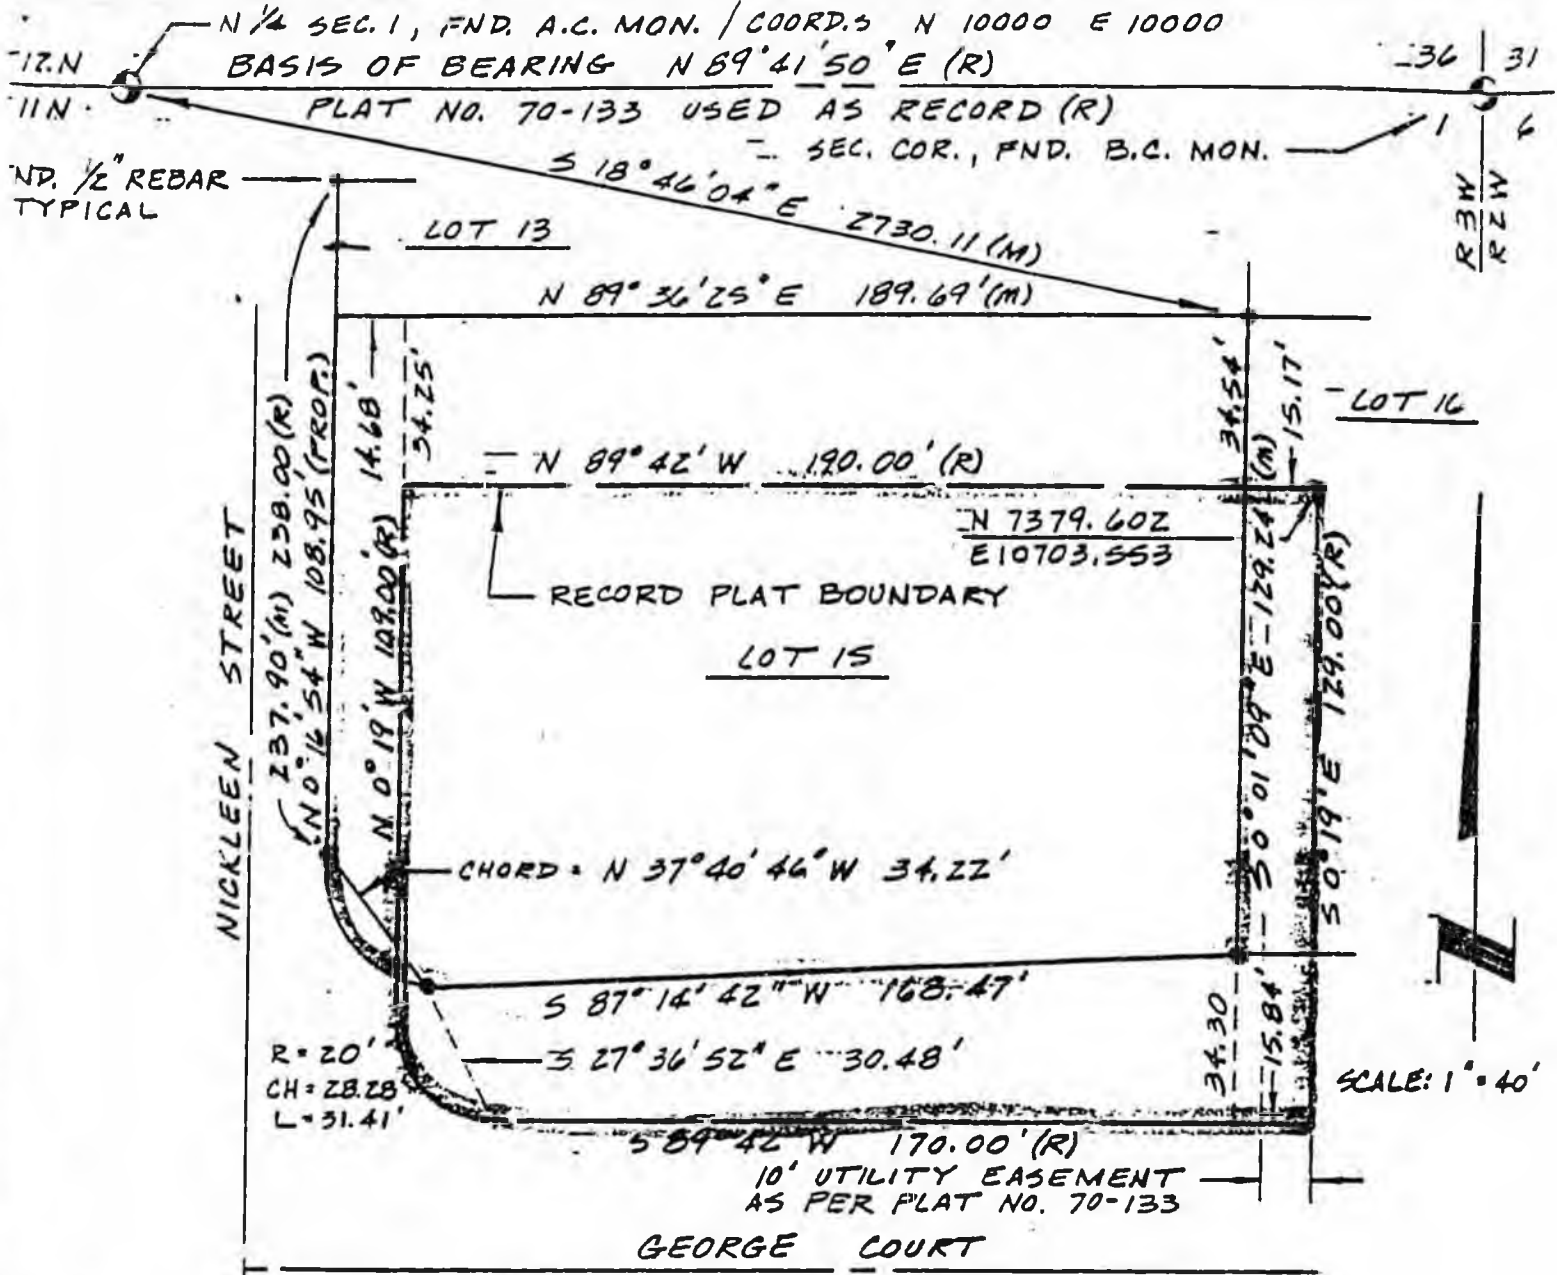 N 1/4 SEC. 1, FND. A.C. MON. / COORD.S N 10000 E 10000
12.N
BASIS OF BEARING N 89°41'50" E (R)
36 31
11N
PLAT NO. 70-133 USED AS RECORD (R)
1 6
SEC. COR., FND. B.C. MON.
R3W
R2W
ND. 1/2" REBAR
TYPICAL
S 18°46'04" E 2730.11 (M)
LOT 13
N 89°36'25" E 189.69' (M)
14.68'
34.25'
34.54'
15.17'
LOT 16
N 89°42' W 190.00' (R)
N 7379.602
E 10703.553
RECORD PLAT BOUNDARY
LOT 15
NICKLEEN STREET
237.90' (M) 238.00 (R)
N 0°16'54" W 108.95' (PROP.)
N 0°19' W 109.00' (R)
S 0°01'09" E - 129.24' (M)
S 0°19' E 129.00' (R)
CHORD = N 37°40'46" W 34.22'
S 87°14'42" W 168.47'
S 27°36'52" E 30.48'
R = 20'
CH = 28.28'
L = 31.41'
34.30
15.84'
SCALE: 1" = 40'
S 89°42' W 170.00' (R)
10' UTILITY EASEMENT
AS PER PLAT NO. 70-133
GEORGE COURT